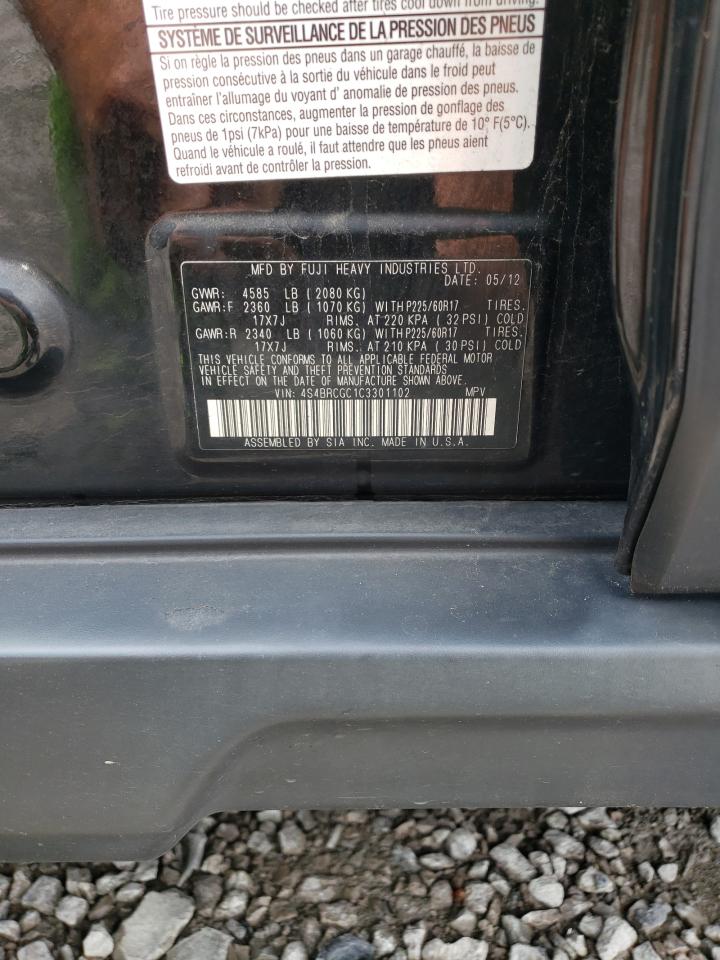 Tire pressure should be checked after tires cool down from driving.
SYSTÈME DE SURVEILLANCE DE LA PRESSION DES PNEUS
Si on règle la pression des pneus dans un garage chauffé, la baisse de
pression consécutive à la sortie du véhicule dans le froid peut
entraîner l'allumage du voyant d' anomalie de pression des pneus.
Dans ces circonstances, augmenter la pression de gonflage des
pneus de 1psi (7kPa) pour une baisse de température de 10° F(5°C).
Quand le véhicule a roulé, il faut attendre que les pneus aient
refroidi avant de contrôler la pression.
MFD BY FUJI HEAVY INDUSTRIES LTD.
DATE: 05/12
GVWR: 4585 LB ( 2080 KG)
GAWR:F 2360 LB ( 1070 KG) WITH P225/60R17 TIRES.
17X7J RIMS. AT 220 KPA ( 32 PSI) COLD
GAWR:R 2340 LB ( 1060 KG) WITH P225/60R17 TIRES.
17X7J RIMS. AT 210 KPA ( 30 PSI) COLD
THIS VEHICLE CONFORMS TO ALL APPLICABLE FEDERAL MOTOR
VEHICLE SAFETY AND THEFT PREVENTION STANDARDS
IN EFFECT ON THE DATE OF MANUFACTURE SHOWN ABOVE.
VIN: 4S4BRCGC1C3301102 MPV
ASSEMBLED BY SIA INC. MADE IN U.S.A.